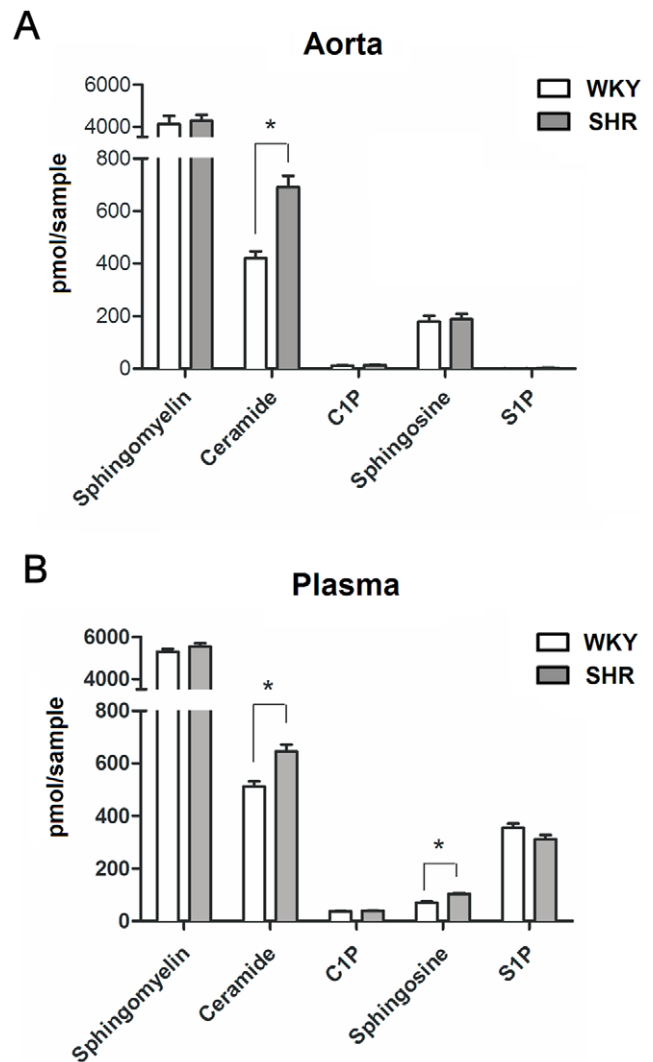 A
Aorta
WKY
SHR
pmol/sample
6000
4000
800
600
400
200
0
*
Sphingomyelin
Ceramide
C1P
Sphingosine
S1P
B
Plasma
WKY
SHR
pmol/sample
6000
4000
800
600
400
200
0
*
*
Sphingomyelin
Ceramide
C1P
Sphingosine
S1P